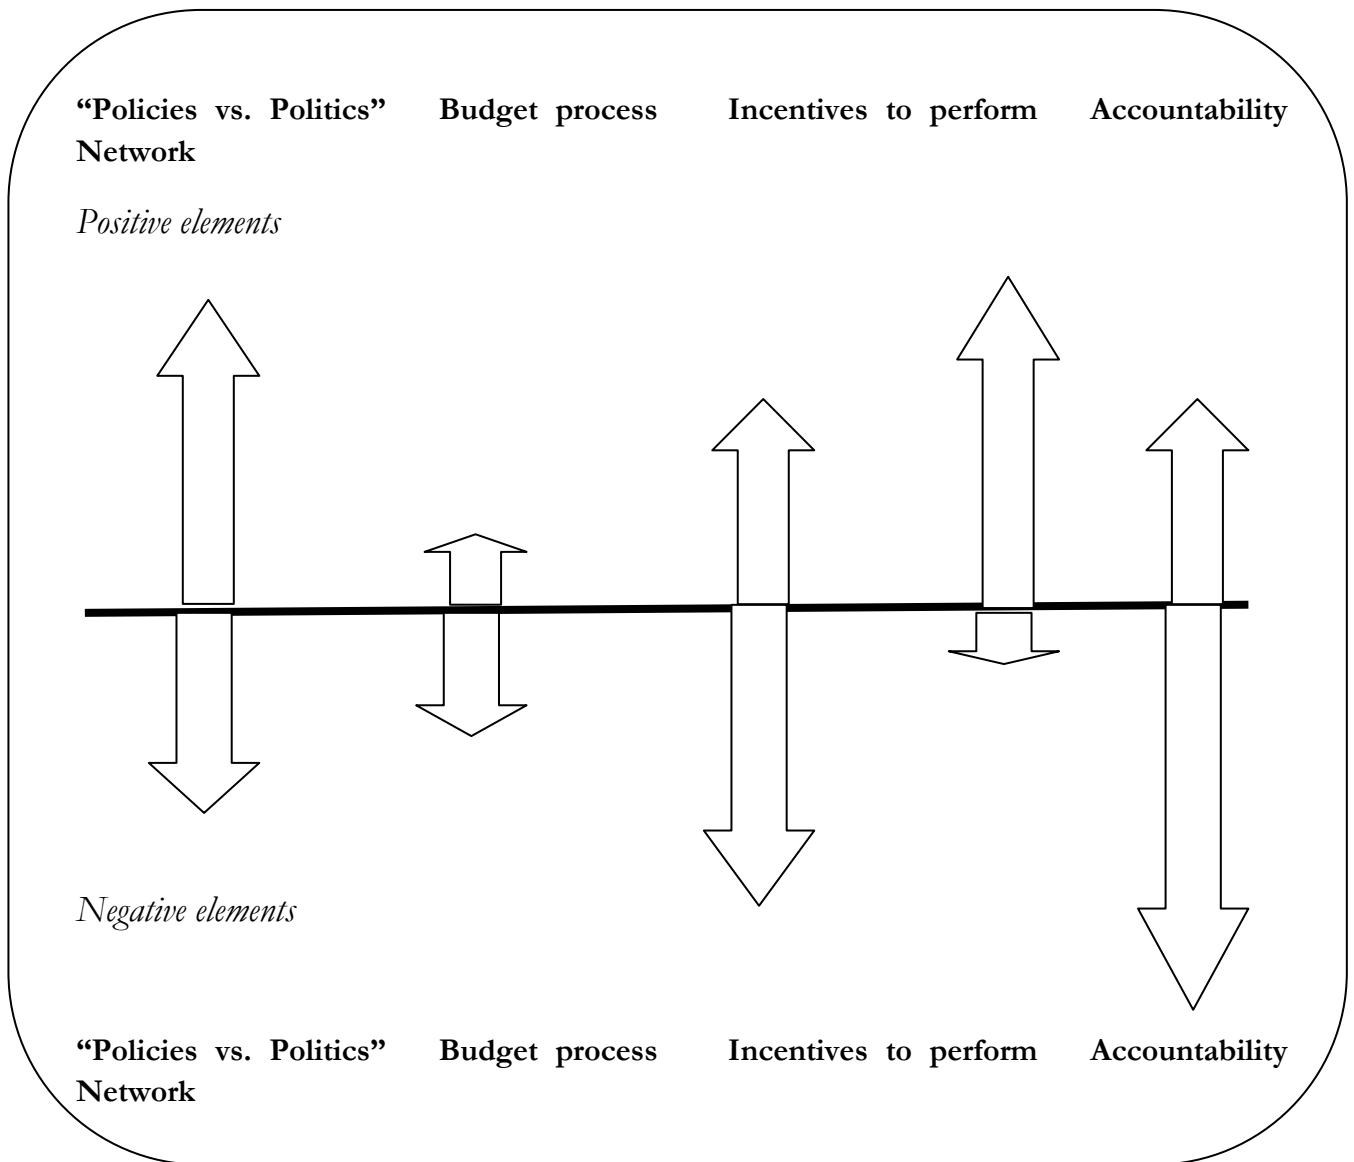 “Policies vs. Politics” Budget process Incentives to perform Accountability
Network
Positive elements
Negative elements
“Policies vs. Politics” Budget process Incentives to perform Accountability
Network